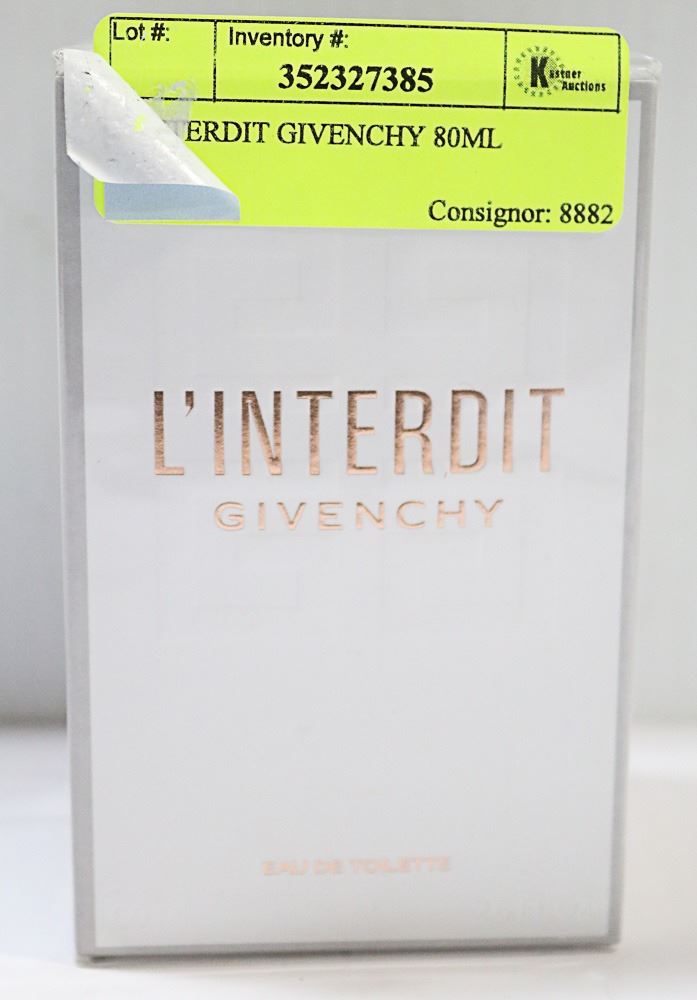 Lot #:
Inventory #:
352327385
Kastner
Auctions
ERDIT GIVENCHY 80ML
Consignor: 8882
L'INTERDIT
GIVENCHY
EAU DE TOILETTE